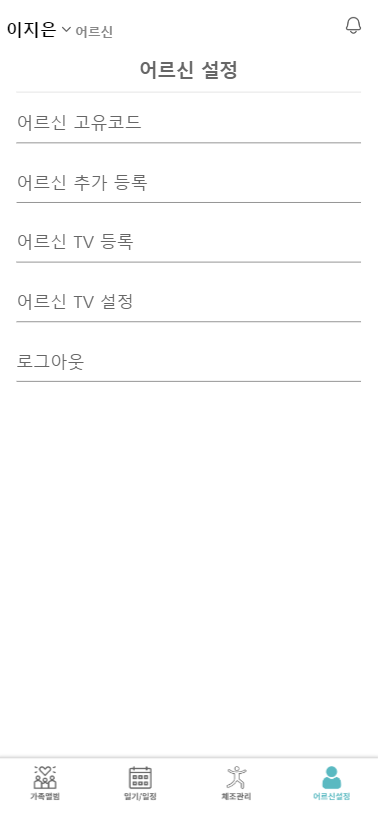 이지은 어르신
어르신 설정
어르신 고유코드
어르신 추가 등록
어르신 TV 등록
어르신 TV 설정
로그아웃
가족앨범 일기/일정 체조관리 어르신설정